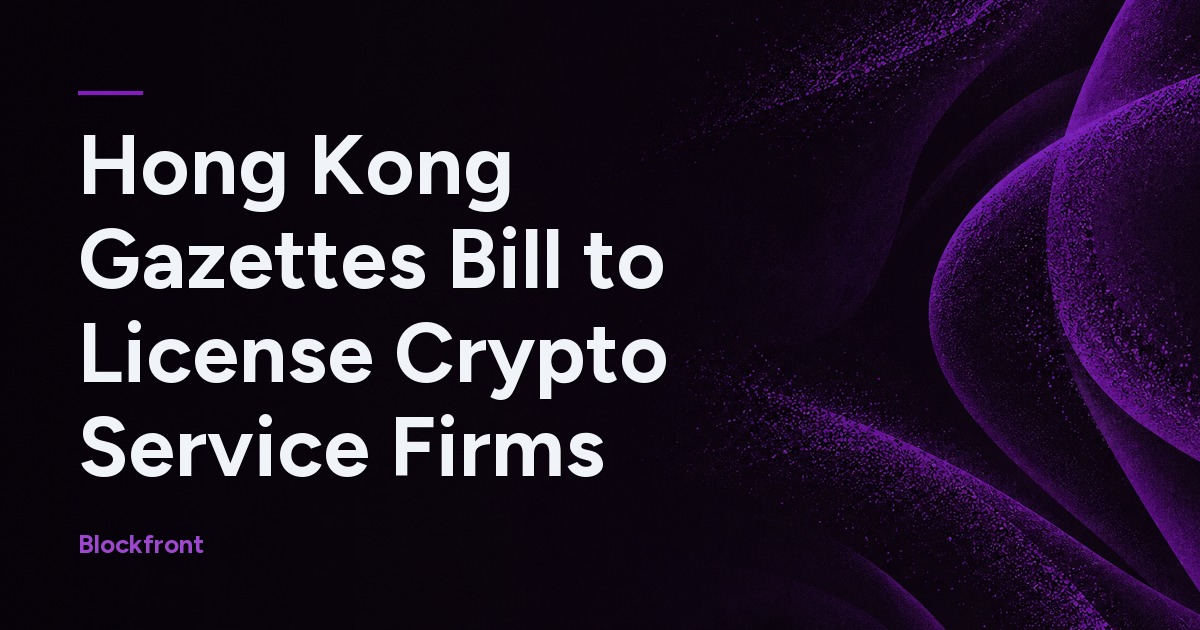 Hong Kong
Gazettes Bill to
License Crypto
Service Firms
Blockfront